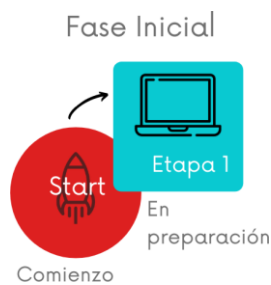 Fase Inicial
Etapa 1
Start
En
preparación
Comienzo